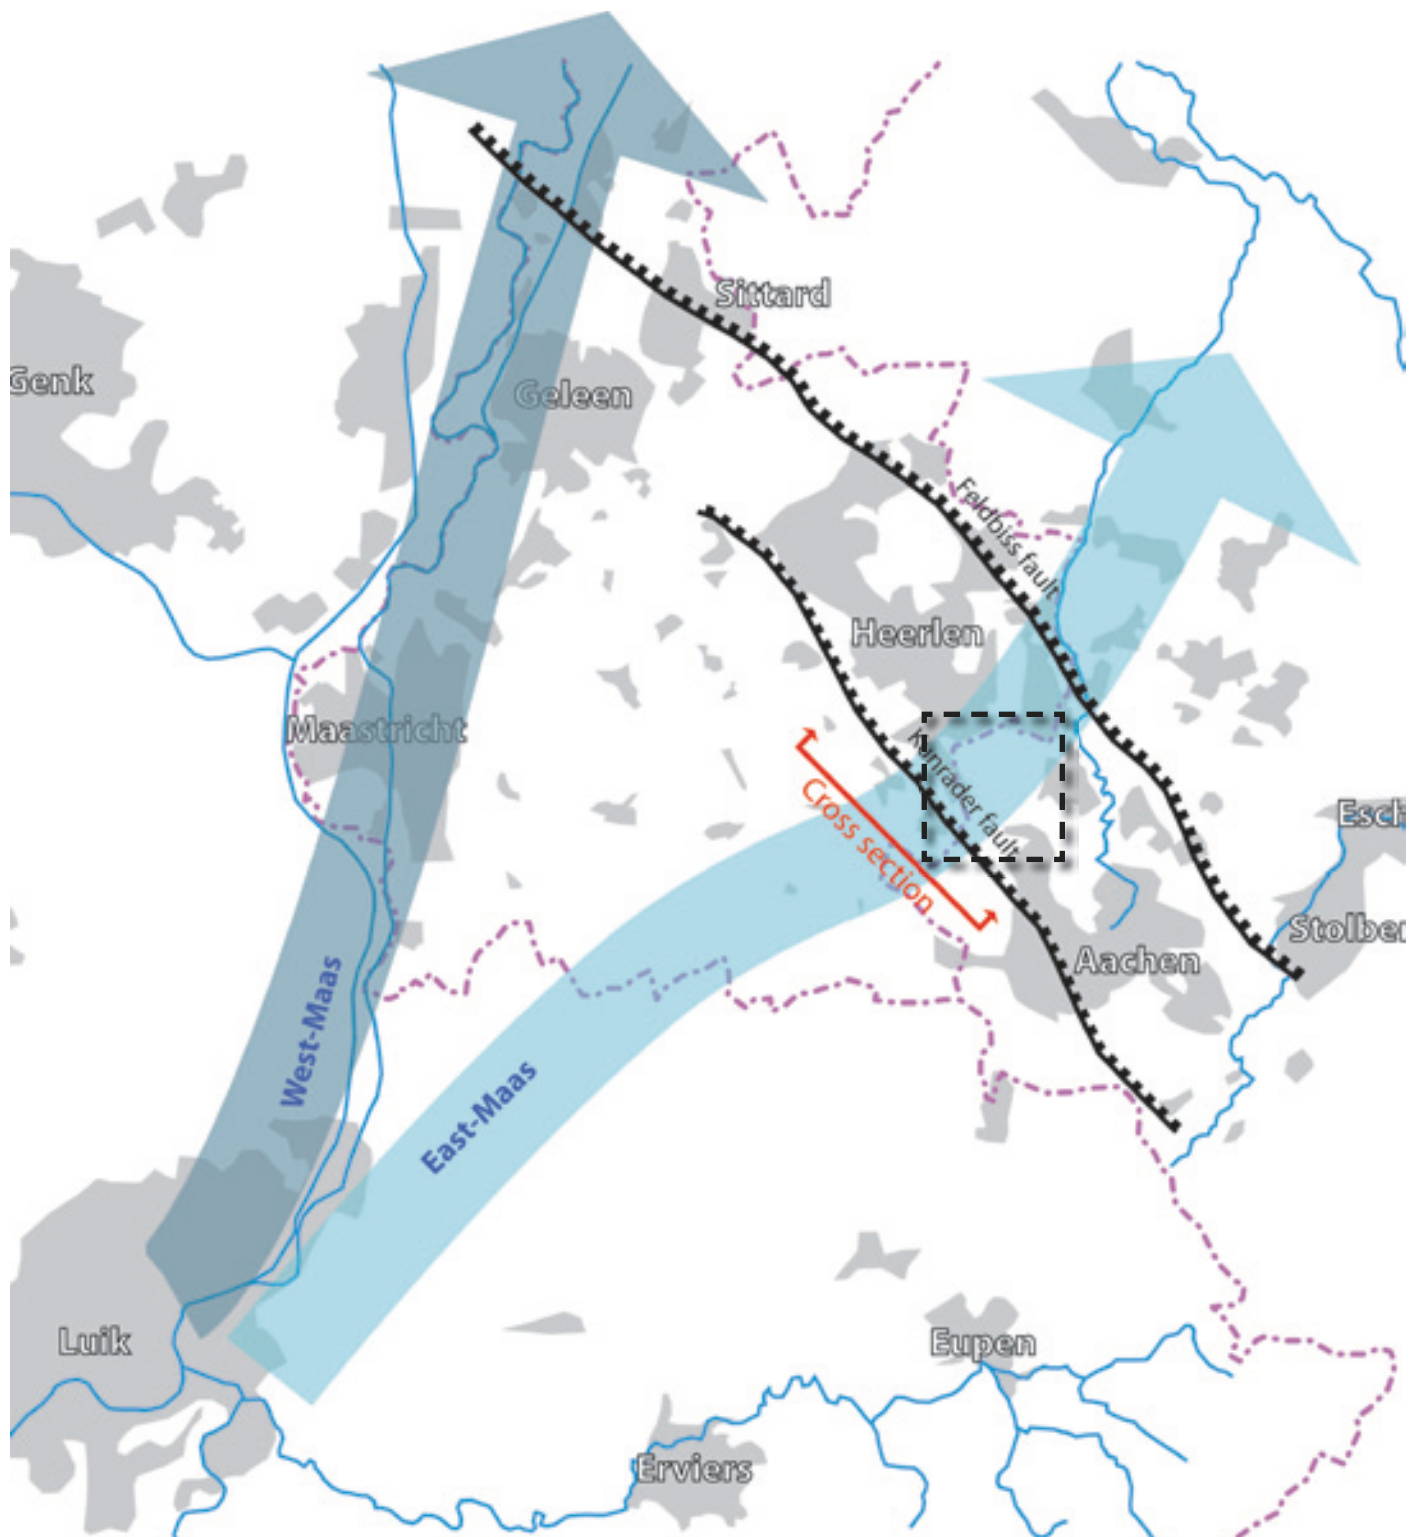 Sittard
Genk
Geleen
Feldbiss fault
Heerlen
Maastricht
Kunrader fault
Cross section
Esch
Stolber
Aachen
West-Maas
East-Maas
Luik
Eupen
Erviers